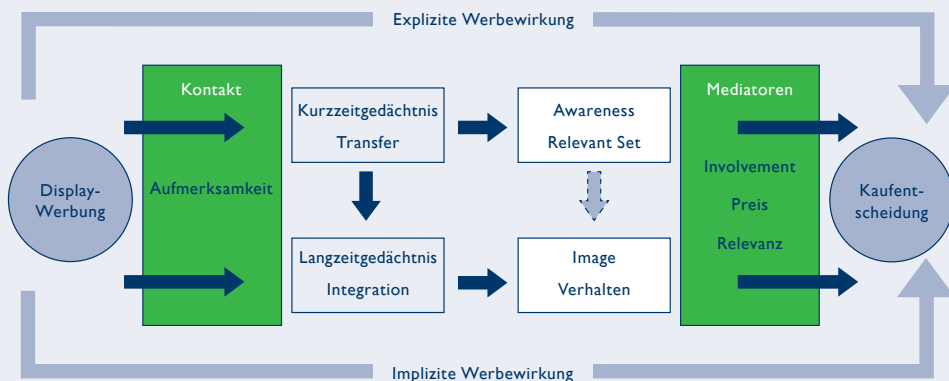 Explizite Werbewirkung
Kontakt
Mediatoren
Kurzzeitgedächtnis
Transfer
Awareness
Relevant Set
Display-
Werbung
Aufmerksamkeit
Involvement
Preis
Relevanz
Kaufent-
scheidung
Langzeitgedächtnis
Integration
Image
Verhalten
Implizite Werbewirkung